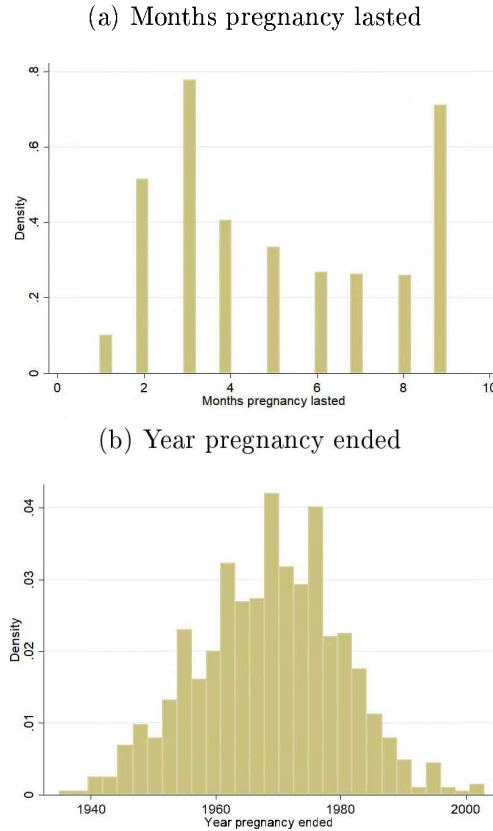 (a) Months pregnancy lasted
.8
.6
.4
.2
0
Density
0 2 4 6 8 10
Months pregnancy lasted
(b) Year pregnancy ended
.04
.03
.02
.01
0
Density
1940 1960 1980 2000
Year pregnancy ended